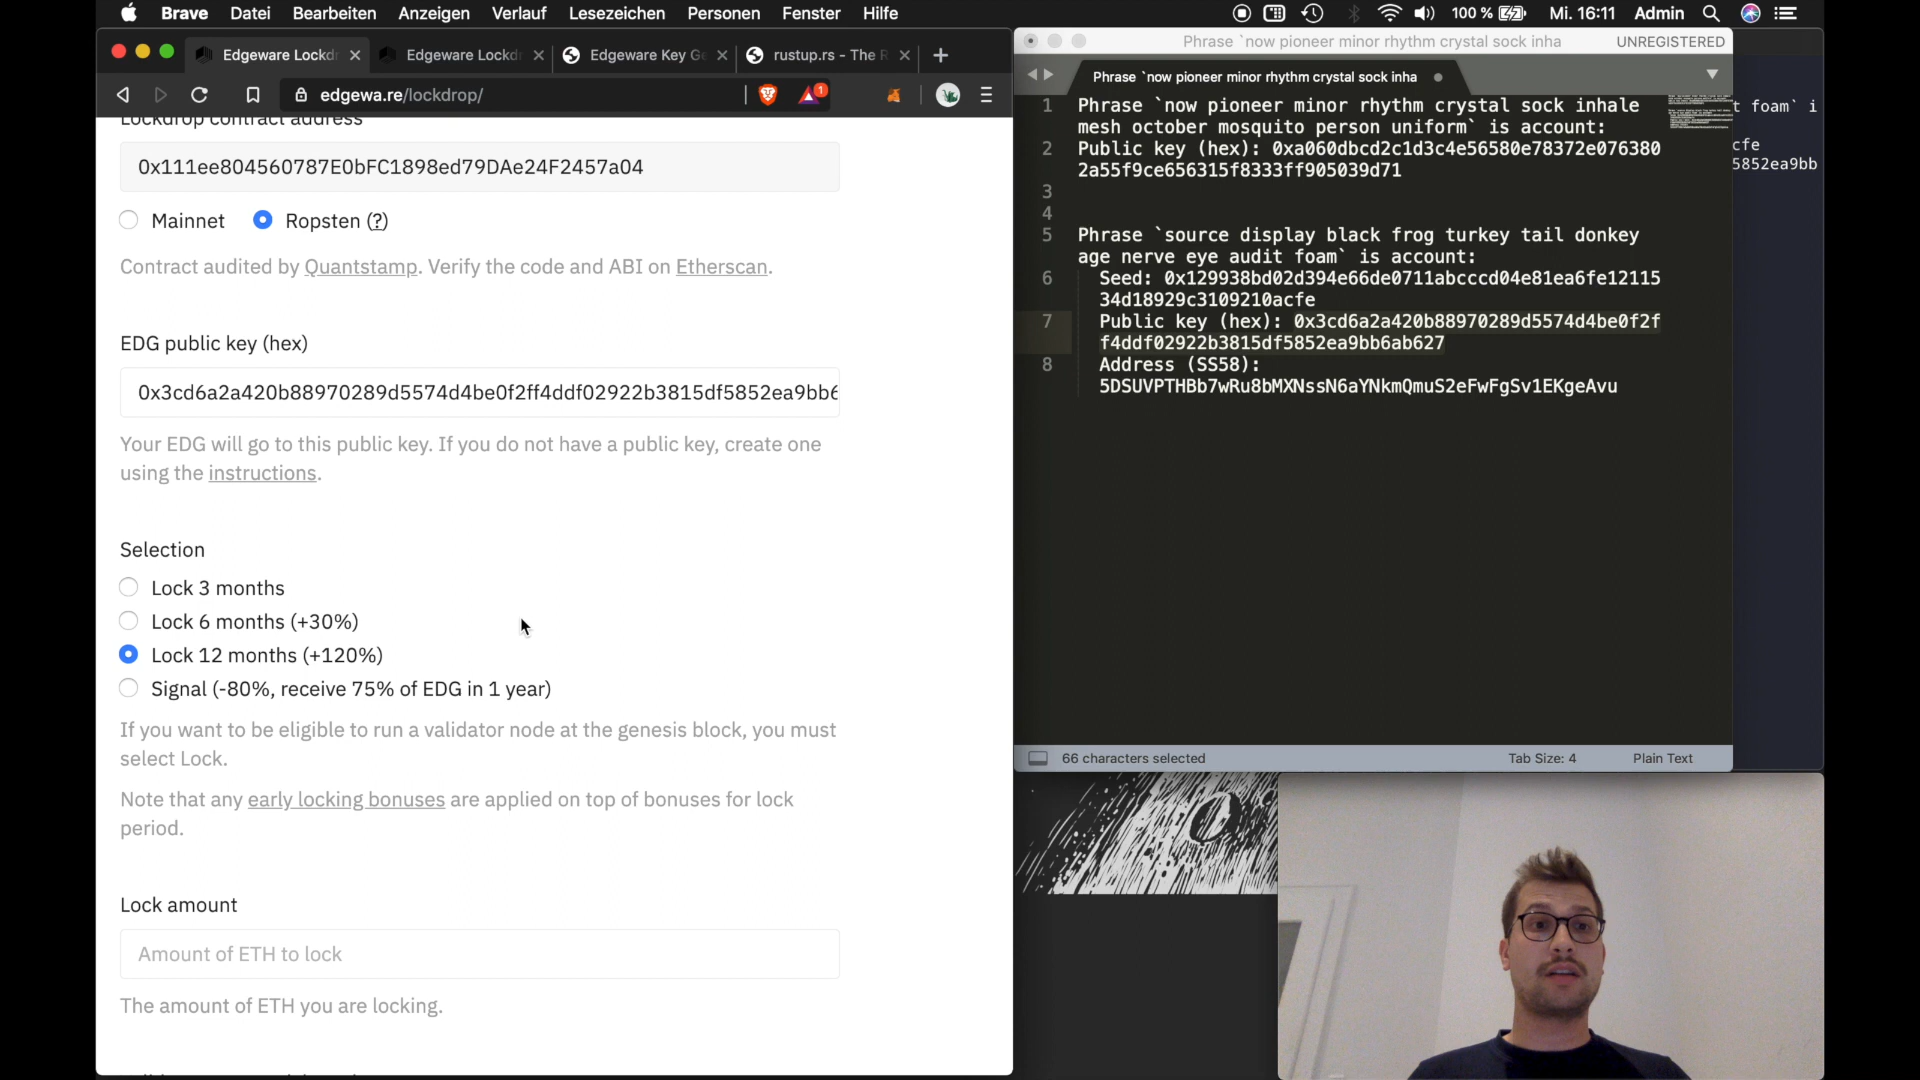 Brave Datei Bearbeiten Anzeigen Verlauf Lesezeichen Personen Fenster Hilfe
100 % Mi. 16:11 Admin
Edgeware Lockdr
Edgeware Lockdr
Edgeware Key Ge
rustup.rs - The R
edgewa.re/lockdrop/
1
Lockdrop contract address
0x111ee804560787E0bFC1898ed79DAe24F2457a04
Mainnet
Ropsten (?)
Contract audited by Quantstamp. Verify the code and ABI on Etherscan.
EDG public key (hex)
0x3cd6a2a420b88970289d5574d4be0f2ff4ddf02922b3815df5852ea9bb6
Your EDG will go to this public key. If you do not have a public key, create one
using the instructions.
Selection
Lock 3 months
Lock 6 months (+30%)
Lock 12 months (+120%)
Signal (-80%, receive 75% of EDG in 1 year)
If you want to be eligible to run a validator node at the genesis block, you must
select Lock.
Note that any early locking bonuses are applied on top of bonuses for lock
period.
Lock amount
Amount of ETH to lock
The amount of ETH you are locking.
Phrase `now pioneer minor rhythm crystal sock inha
UNREGISTERED
Phrase `now pioneer minor rhythm crystal sock inha
1 Phrase `now pioneer minor rhythm crystal sock inhale
mesh october mosquito person uniform` is account:
2 Public key (hex): 0xa060dbcd2c1d3c4e56580e78372e076380
2a55f9ce656315f8333ff905039d71
3
4
5 Phrase `source display black frog turkey tail donkey
age nerve eye audit foam` is account:
6 Seed: 0x129938bd02d394e66de0711abcccd04e81ea6fe12115
34d18929c3109210acfe
7 Public key (hex): 0x3cd6a2a420b88970289d5574d4be0f2f
f4ddf02922b3815df5852ea9bb6ab627
8 Address (SS58):
5DSUVPTHBb7wRu8bMXNssN6aYNkmQmuS2eFwFgSv1EKgeAvu
66 characters selected
Tab Size: 4
Plain Text
t foam` i
cfe
5852ea9bb